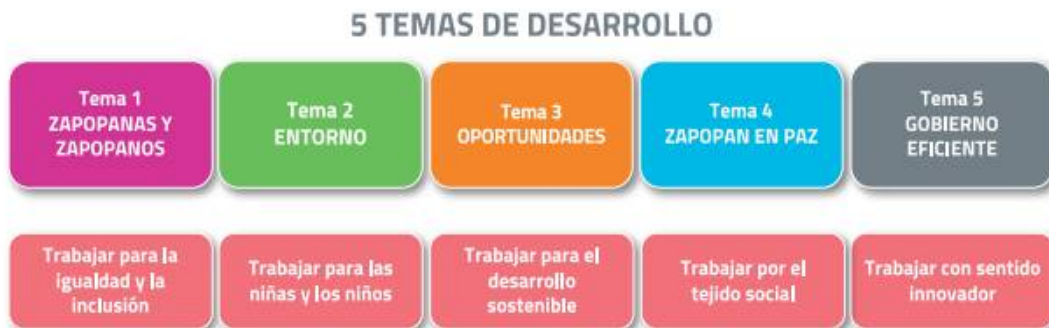 5 TEMAS DE DESARROLLO
Tema 1
ZAPOPANAS Y
ZAPOPANOS
Tema 2
ENTORNO
Tema 3
OPORTUNIDADES
Tema 4
ZAPOPAN EN PAZ
Tema 5
GOBIERNO
EFICIENTE
Trabajar para la
igualdad y la
inclusión
Trabajar para las
niñas y los niños
Trabajar para el
desarrollo
sostenible
Trabajar por el
tejido social
Trabajar con sentido
innovador